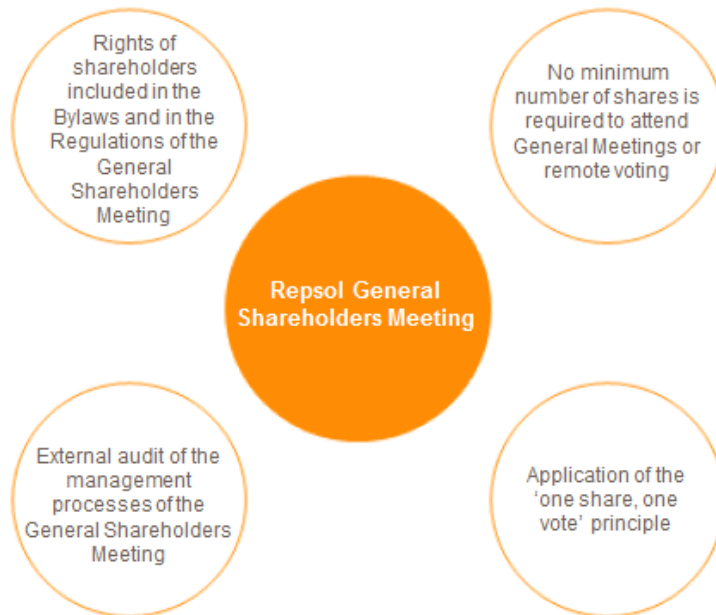 Rights of
shareholders
included in the
Bylaws and in the
Regulations of the
General
Shareholders
Meeting
No minimum
number of shares is
required to attend
General Meetings or
remote voting
Repsol General
Shareholders Meeting
External audit of the
management
processes of the
General Shareholders
Meeting
Application of the
‘one share, one
vote’ principle